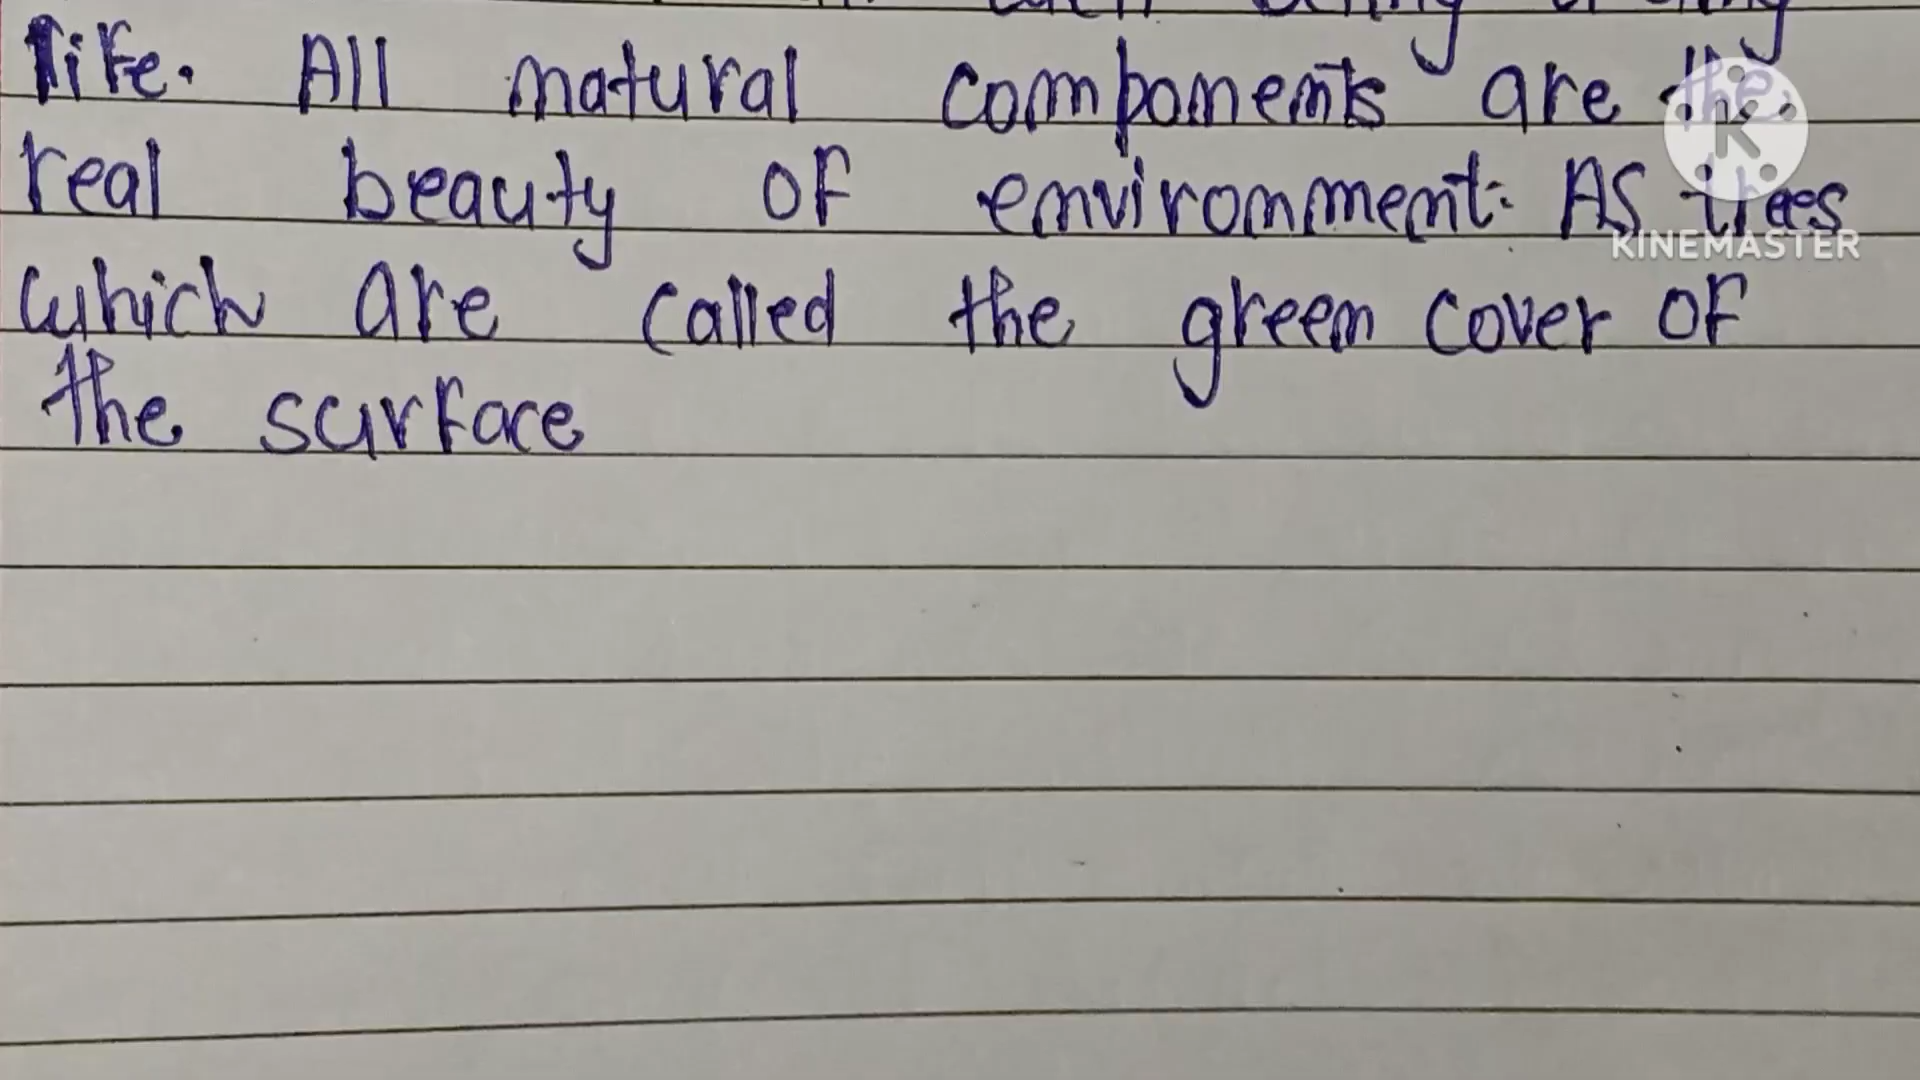 life. All natural components are the
real beauty of environment. As trees
KINEMASTER
which are called the green cover of
the surface